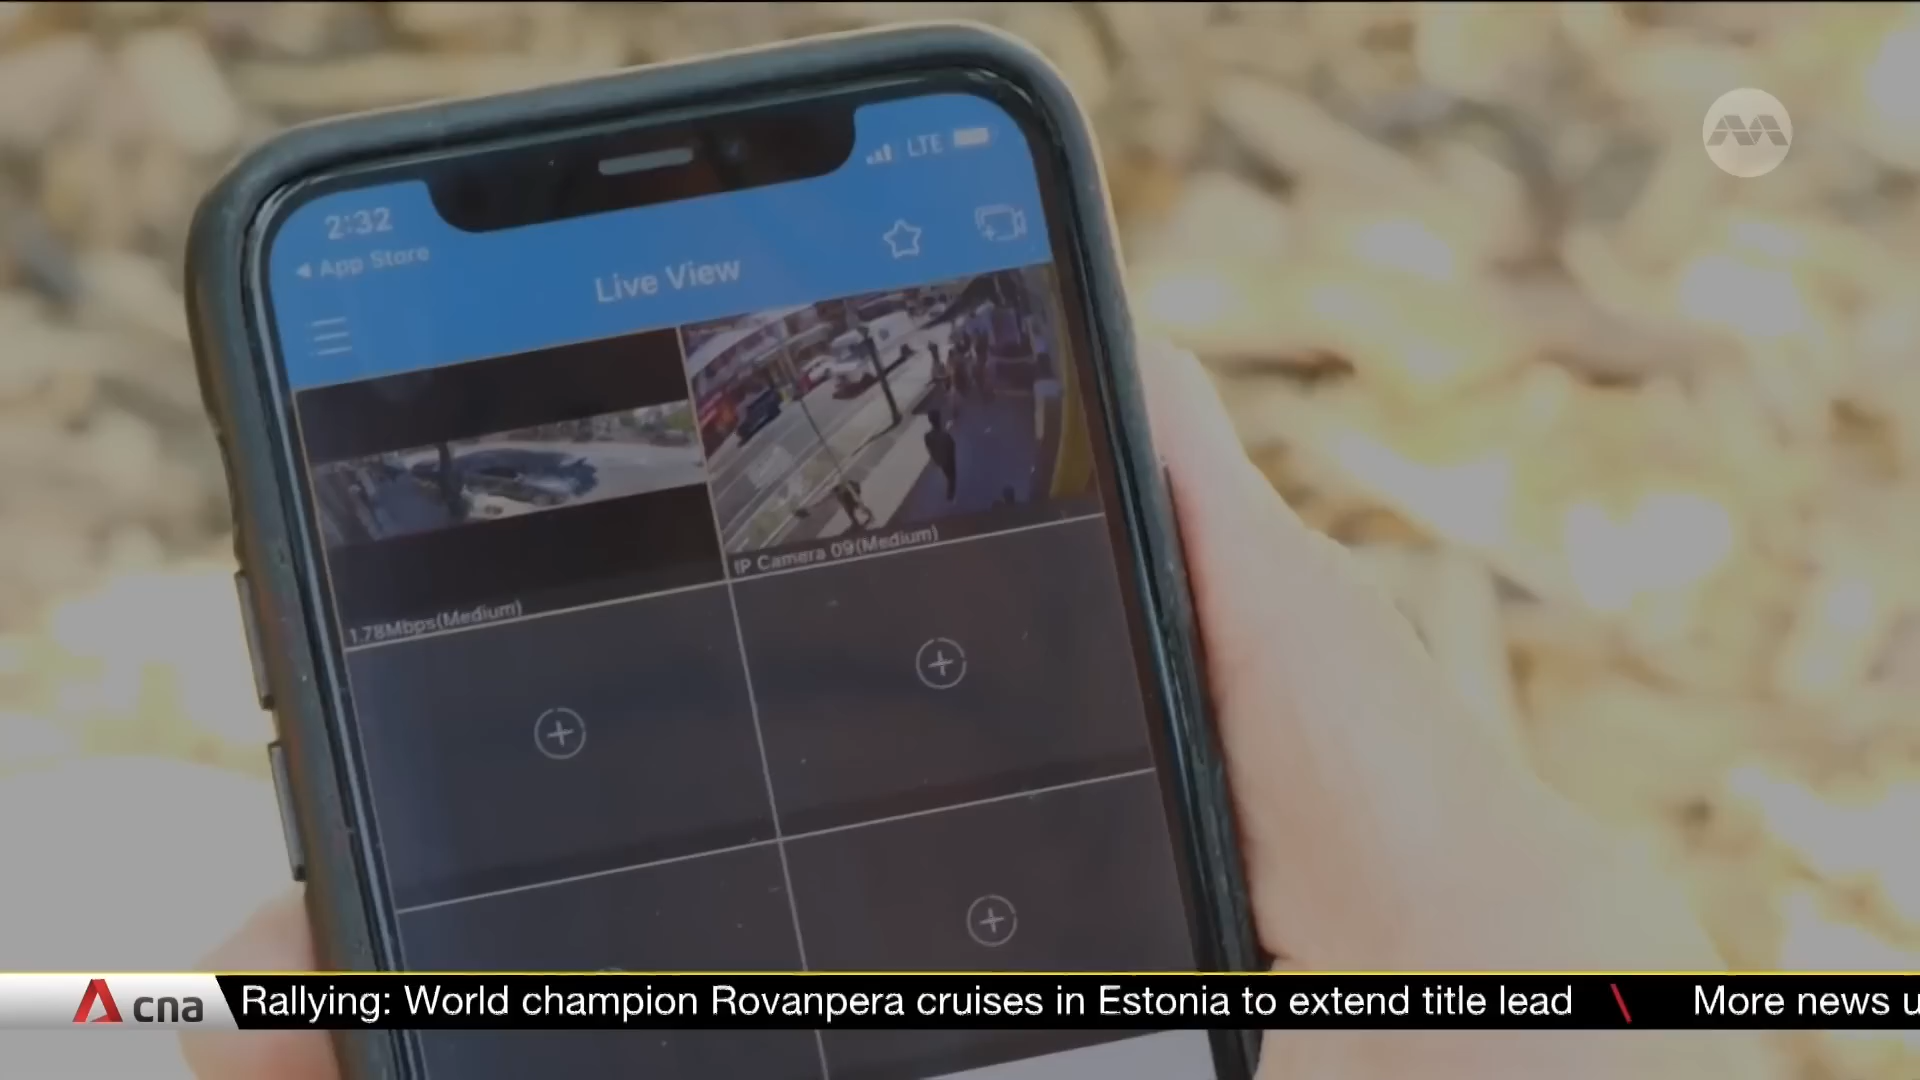 2:32
LTE
◀ App Store
Live View
IP Camera 09(Medium)
1.78Mbps(Medium)
cna
Rallying: World champion Rovanpera cruises in Estonia to extend title lead \ More news u